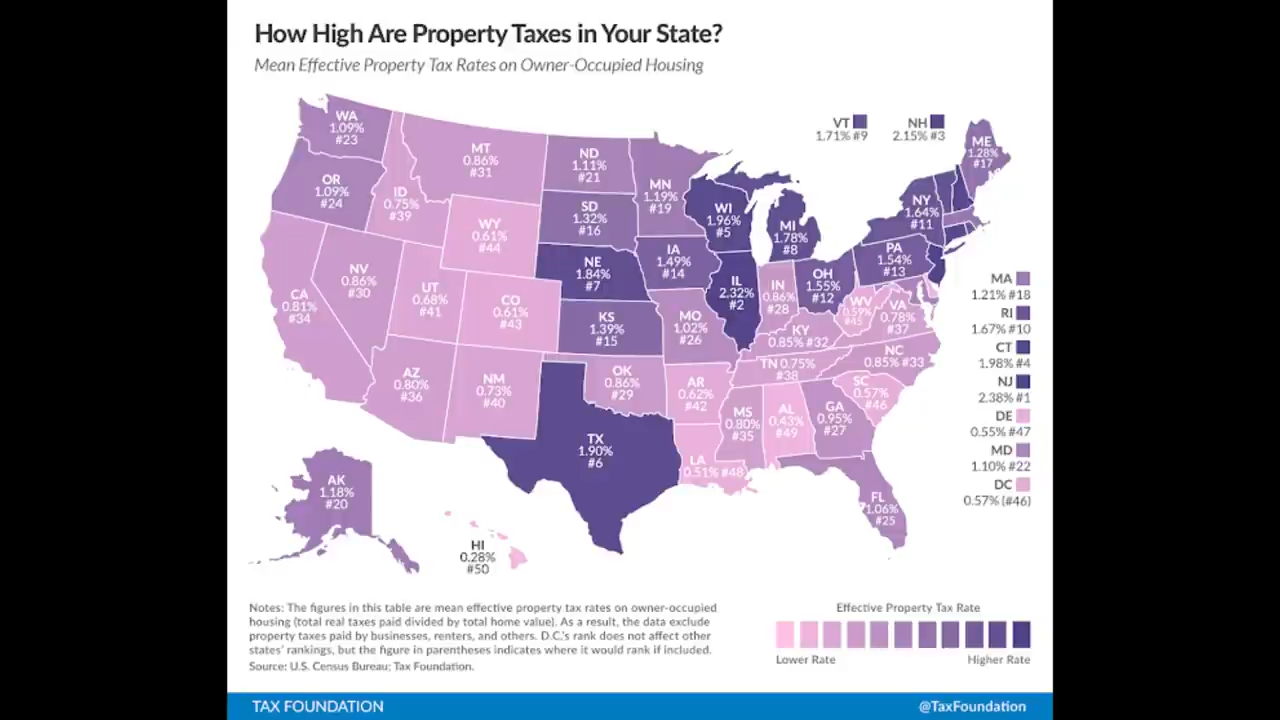 How High Are Property Taxes in Your State?
Mean Effective Property Tax Rates on Owner-Occupied Housing
WA
1.09%
#23
OR
1.09%
#24
CA
0.81%
#34
NV
0.86%
#30
ID
0.75%
#39
MT
0.86%
#31
WY
0.61%
#44
UT
0.68%
#41
CO
0.61%
#43
AZ
0.80%
#36
NM
0.73%
#40
ND
1.11%
#21
SD
1.32%
#16
NE
1.84%
#7
KS
1.39%
#15
OK
0.86%
#29
TX
1.90%
#6
MN
1.19%
#19
IA
1.49%
#14
MO
1.02%
#26
AR
0.62%
#42
LA
0.51% #48
WI
1.96%
#5
IL
2.32%
#2
MI
1.78%
#8
IN
0.86%
#28
OH
1.55%
#12
KY
0.85% #32
TN 0.75%
#38
MS
0.80%
#35
AL
0.43%
#49
GA
0.95%
#27
FL
1.06%
#25
SC
0.57%
#46
NC
0.85% #33
VA
0.78%
#37
WV
0.59%
#45
PA
1.54%
#13
NY
1.64%
#11
ME
1.28%
#17
VT
1.71% #9
NH
2.15% #3
MA
1.21% #18
RI
1.67% #10
CT
1.98% #4
NJ
2.38% #1
DE
0.55% #47
MD
1.10% #22
DC
0.57% (#46)
AK
1.18%
#20
HI
0.28%
#50
Notes: The figures in this table are mean effective property tax rates on owner-occupied
housing (total real taxes paid divided by total home value). As a result, the data exclude
property taxes paid by businesses, renters, and others. D.C.'s rank does not affect other
states' rankings, but the figure in parentheses indicates where it would rank if included.
Source: U.S. Census Bureau; Tax Foundation.
Effective Property Tax Rate
Lower Rate
Higher Rate
TAX FOUNDATION
@TaxFoundation